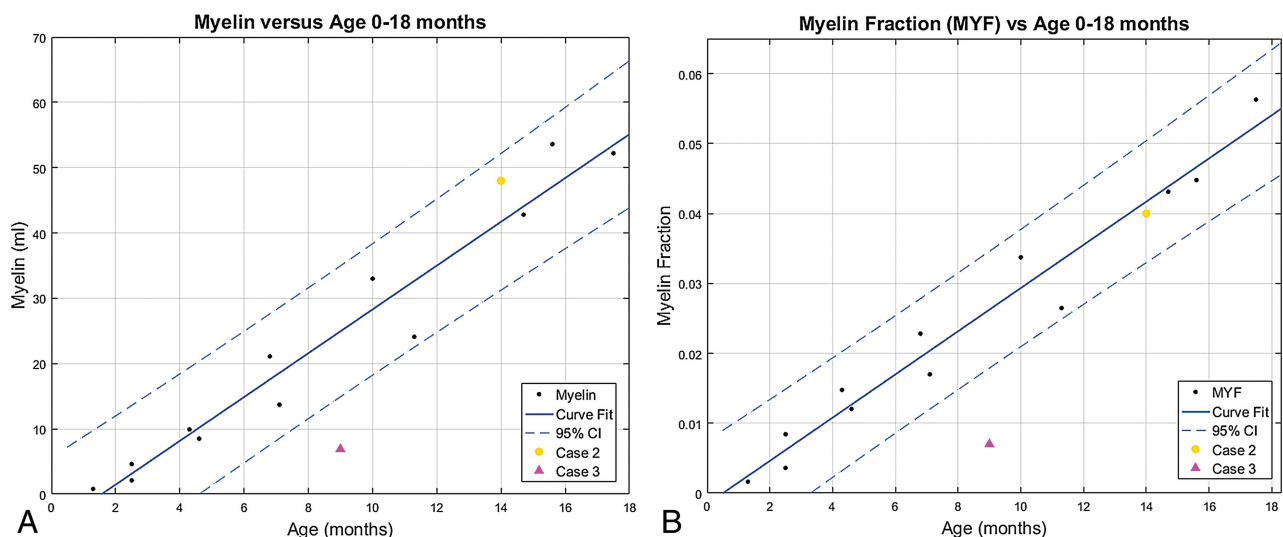 Myelin versus Age 0-18 months
70
60
50
40
30
20
10
0
Myelin (ml)
0 2 4 6 8 10 12 14 16 18
Age (months)
Myelin
Curve Fit
95% CI
Case 2
Case 3
A
Myelin Fraction (MYF) vs Age 0-18 months
0.06
0.05
0.04
0.03
0.02
0.01
0
Myelin Fraction
0 2 4 6 8 10 12 14 16 18
Age (months)
MYF
Curve Fit
95% CI
Case 2
Case 3
B